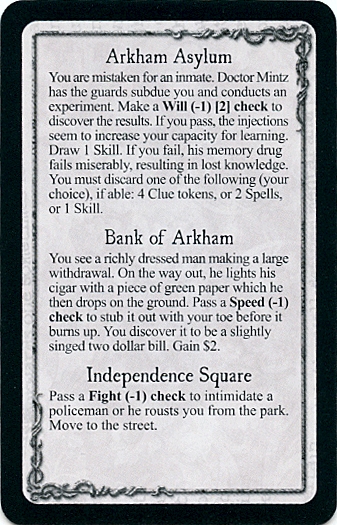 Arkham Asylum
You are mistaken for an inmate. Doctor Mintz
has the guards subdue you and conducts an
experiment. Make a Will (-1) [2] check to
discover the results. If you pass, the injections
seem to increase your capacity for learning.
Draw 1 Skill. If you fail, his memory drug
fails miserably, resulting in lost knowledge.
You must discard one of the following (your
choice), if able: 4 Clue tokens, or 2 Spells,
or 1 Skill.
Bank of Arkham
You see a richly dressed man making a large
withdrawal. On the way out, he lights his
cigar with a piece of green paper which he
then drops on the ground. Pass a Speed (-1)
check to stub it out with your toe before it
burns up. You discover it to be a slightly
singed two dollar bill. Gain $2.
Independence Square
Pass a Fight (-1) check to intimidate a
policeman or he rousts you from the park.
Move to the street.